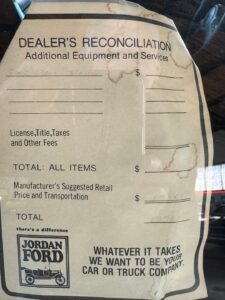 DEALER'S RECONCILIATION
Additional Equipment and Services
$
License,Title,Taxes
and Other Fees
TOTAL: ALL ITEMS $
Manufacturer's Suggested Retail
Price and Transportation $
TOTAL $
there's a difference
JORDAN
FORD
WHATEVER IT TAKES
WE WANT TO BE YOUR
CAR OR TRUCK COMPANY.